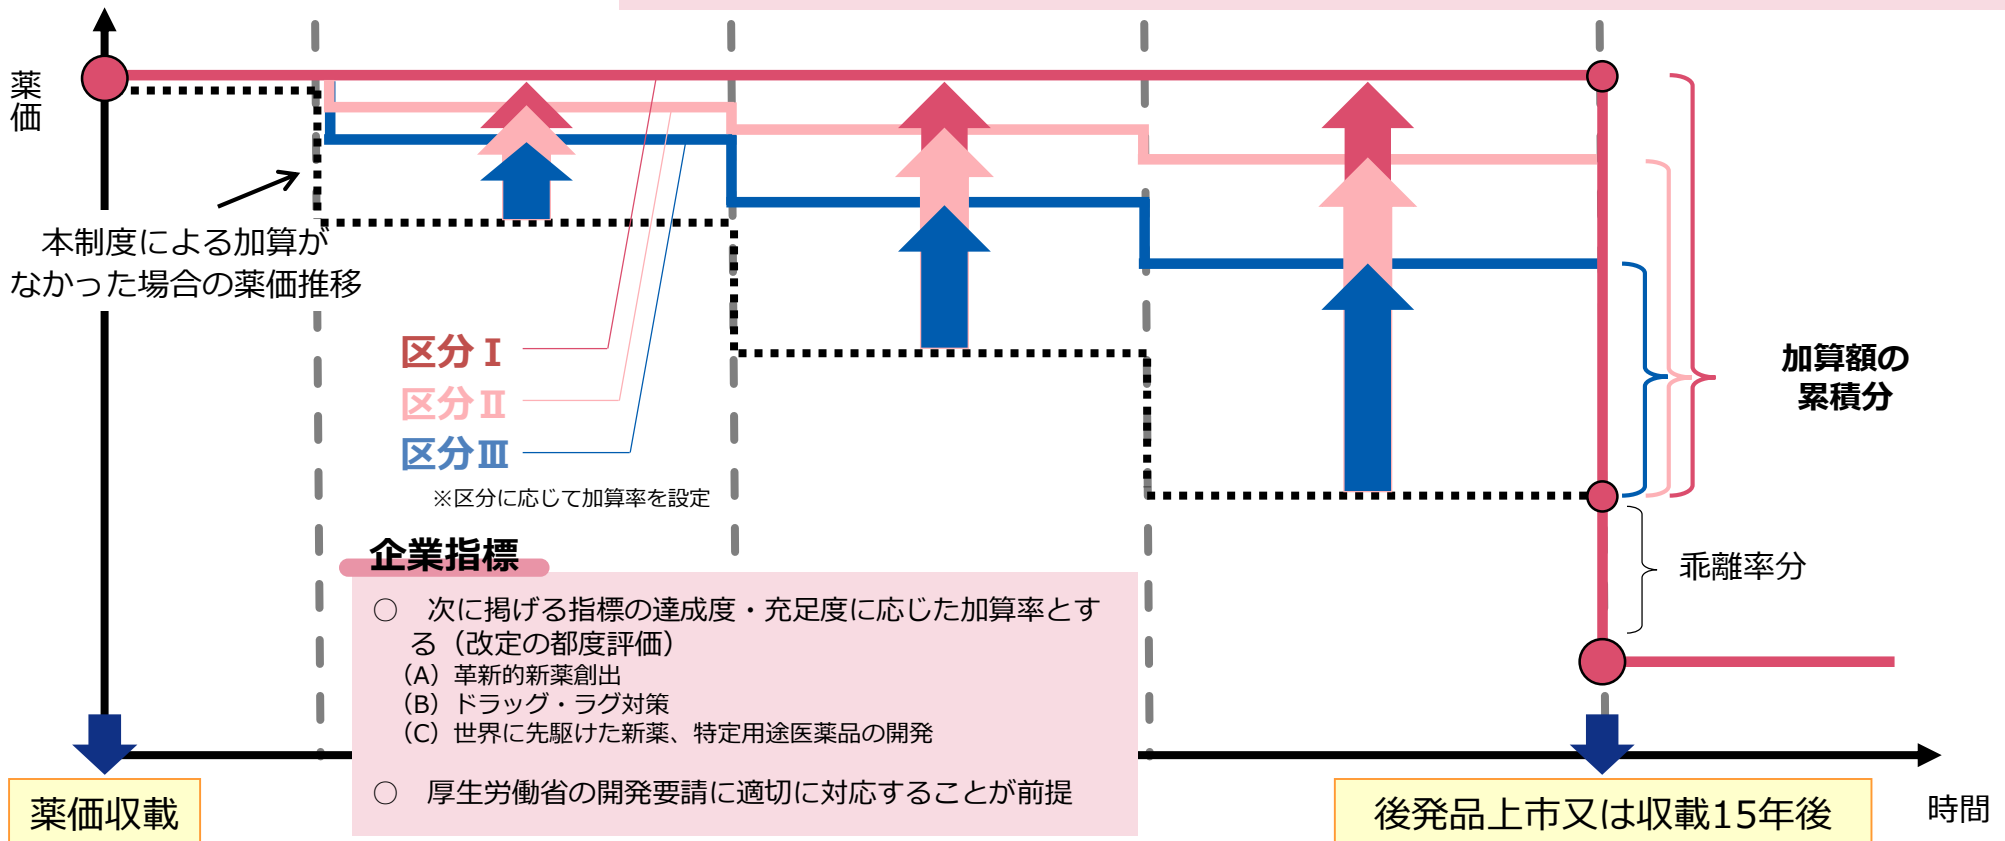 薬
価
本制度による加算が
なかった場合の薬価推移
区分Ⅰ
区分Ⅱ
区分Ⅲ
※区分に応じて加算率を設定
加算額の
累積分
乖離率分
企業指標
○ 次に掲げる指標の達成度・充足度に応じた加算率とす
る（改定の都度評価）
（A）革新的新薬創出
（B）ドラッグ・ラグ対策
（C）世界に先駆けた新薬、特定用途医薬品の開発
○ 厚生労働省の開発要請に適切に対応することが前提
薬価収載
後発品上市又は収載15年後
時間